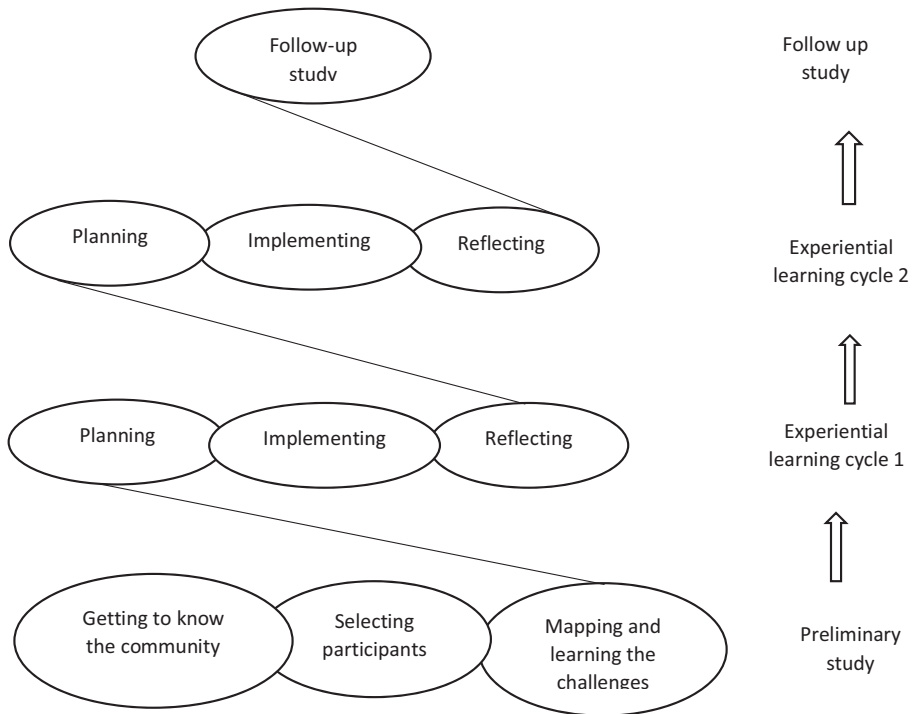 Follow-up
study
Follow up
study
Planning
Implementing
Reflecting
Experiential
learning cycle 2
Planning
Implementing
Reflecting
Experiential
learning cycle 1
Getting to know
the community
Selecting
participants
Mapping and
learning the
challenges
Preliminary
study